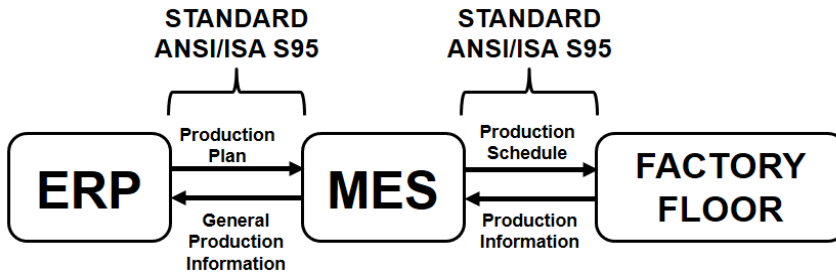 STANDARD
ANSI/ISA S95
STANDARD
ANSI/ISA S95
ERP
Production
Plan
General
Production
Information
MES
Production
Schedule
Production
Information
FACTORY
FLOOR